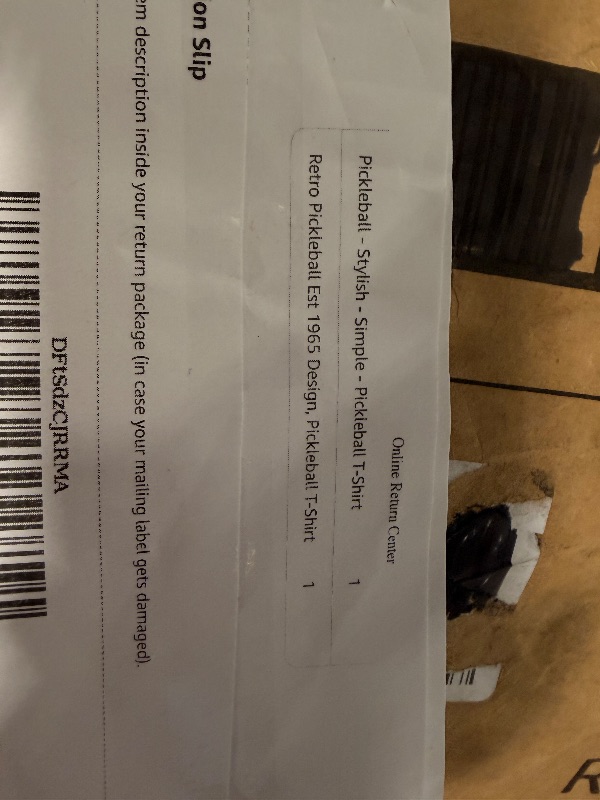 Online Return Center
Pickleball - Stylish - Simple - Pickleball T-Shirt 1
Retro Pickleball Est 1965 Design, Pickleball T-Shirt 1
on Slip
em description inside your return package (in case your mailing label gets damaged).
DFtSdzCJRRMA
R